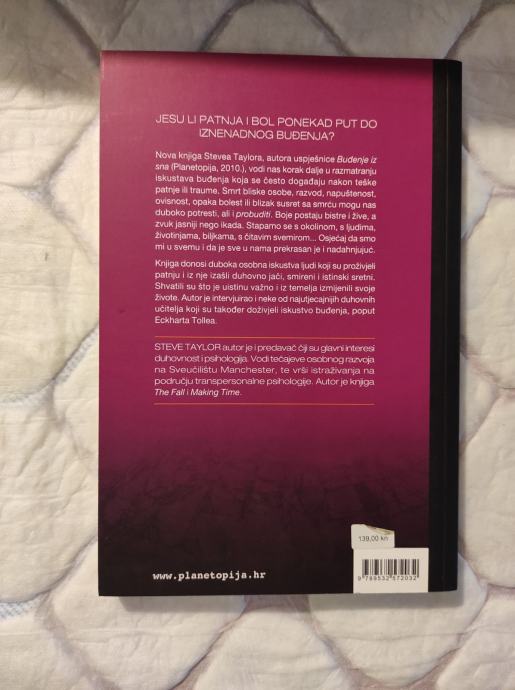 JESU LI PATNJA I BOL PONEKAD PUT DO
IZNENADNOG BUĐENJA?
Nova knjiga Stevea Taylora, autora uspješnice Buđenje iz
sna (Planetopija, 2010.), vodi nas korak dalje u razmatranju
iskustava buđenja koja se često događaju nakon teške
patnje ili traume. Smrt bliske osobe, razvod, napuštenost,
ovisnost, opaka bolest ili blizak susret sa smrću mogu nas
duboko potresti, ali i probuditi. Boje postaju bistre i žive, a
zvuk jasniji nego ikada. Stapamo se s okolinom, s ljudima,
životinjama, biljkama, s čitavim svemirom... Osjećaj da smo
mi u svemu i da je sve u nama prekrasan je i nadahnjujuć.
Knjiga donosi duboka osobna iskustva ljudi koji su proživjeli
patnju i iz nje izašli duhovno jači, smireni i istinski sretni.
Shvatili su što je uistinu važno i iz temelja izmijenili svoje
živote. Autor je intervjuirao i neke od najutjecajnijih duhovnih
učitelja koji su također doživjeli iskustvo buđenja, poput
Eckharta Tollea.
STEVE TAYLOR autor je i predavač čiji su glavni interesi
duhovnost i psihologija. Vodi tečajeve osobnog razvoja
na Sveučilištu Manchester, te vrši istraživanja na
području transpersonalne psihologije. Autor je knjiga
The Fall i Making Time.
139,00 kn
www.planetopija.hr
9 789532 572032